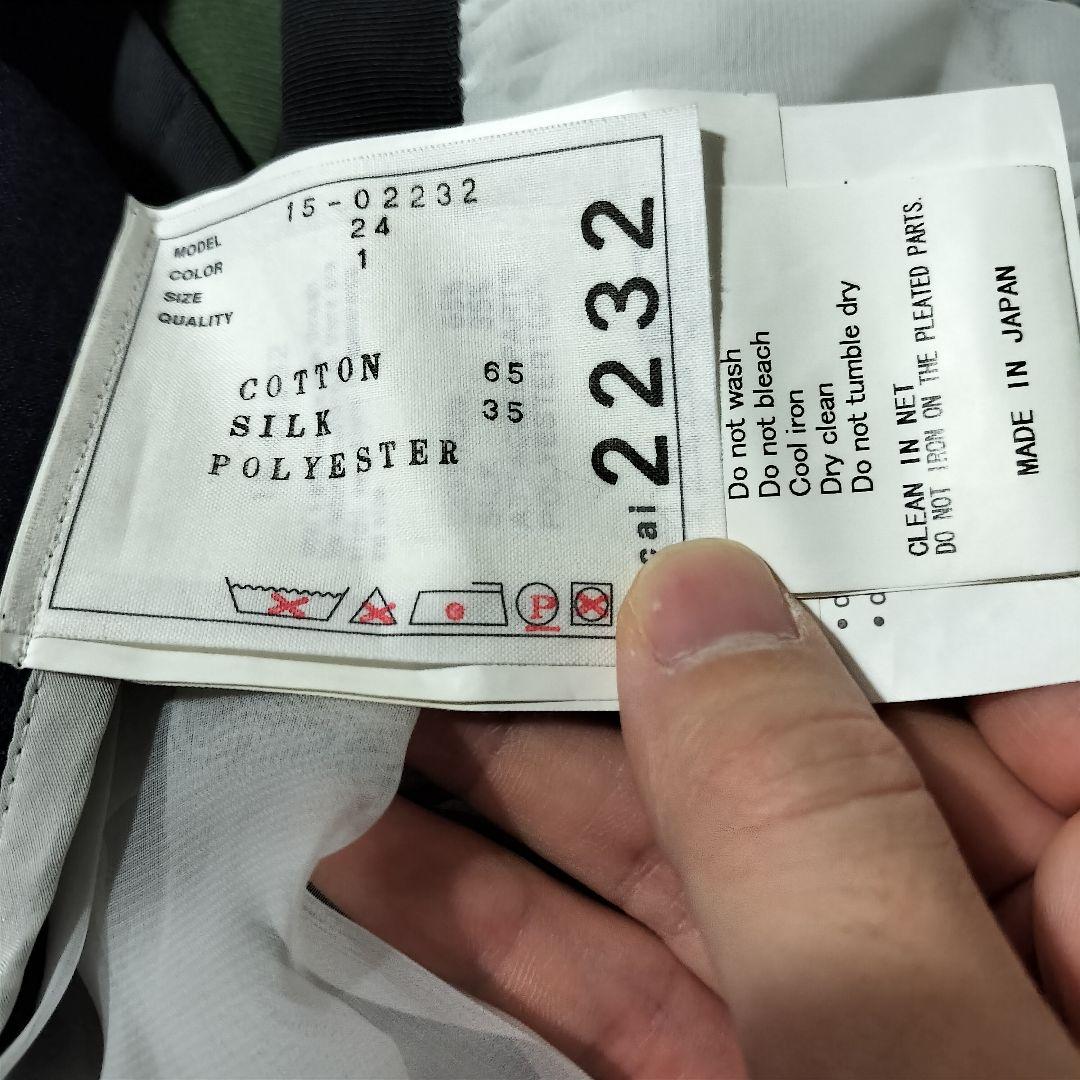 MODEL 15-02232
COLOR 24
SIZE 1
QUALITY
COTTON 65
SILK 35
POLYESTER
P
cai 2232
Do not wash
Do not bleach
Cool iron
Dry clean
Do not tumble dry
CLEAN IN NET
DO NOT IRON ON THE PLEATED PARTS.
MADE IN JAPAN